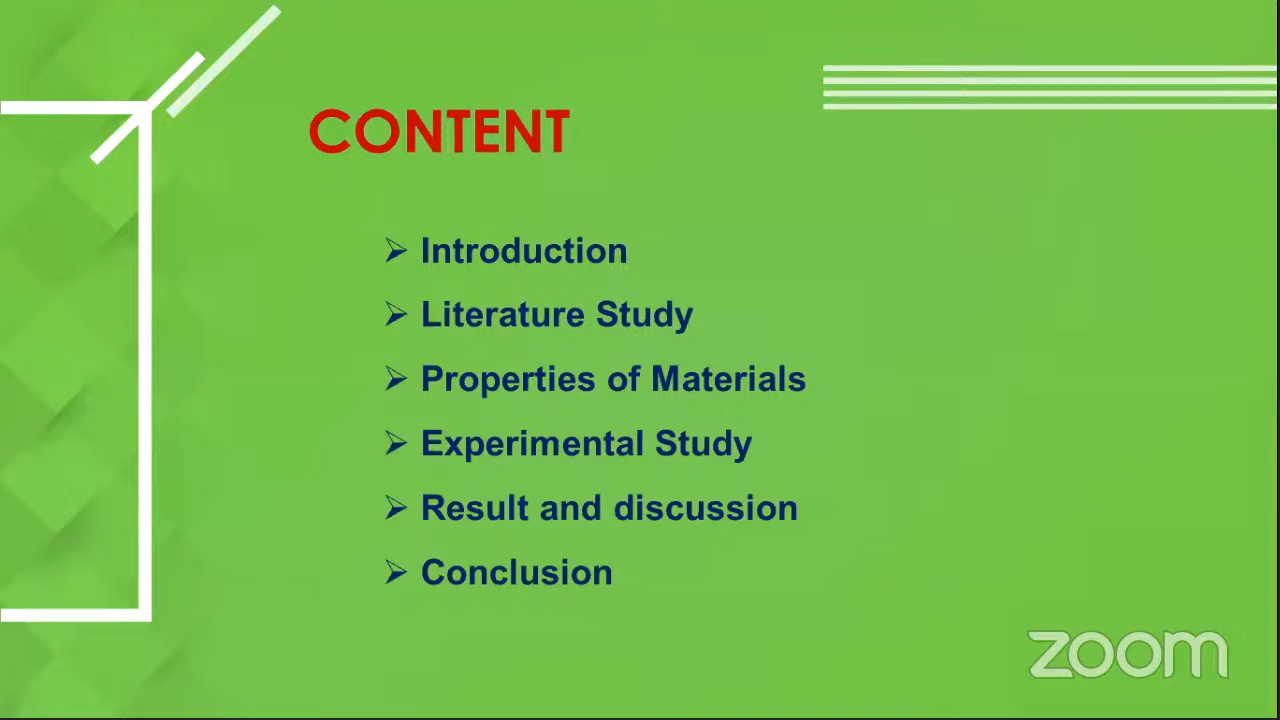 CONTENT
Introduction
Literature Study
Properties of Materials
Experimental Study
Result and discussion
Conclusion
zoom